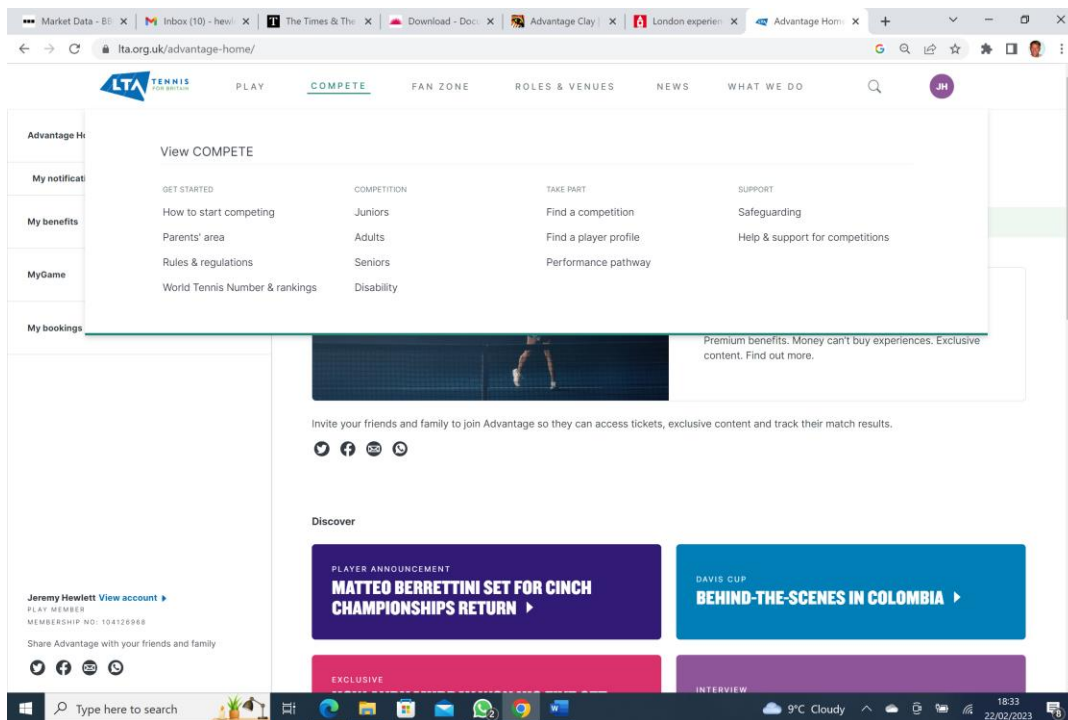 Market Data - BB
Inbox (10) - hewl
The Times & The
Download - Docu
Advantage Clay |
London experien
Advantage Home
lta.org.uk/advantage-home/
LTA TENNIS FOR BRITAIN
PLAY
COMPETE
FAN ZONE
ROLES & VENUES
NEWS
WHAT WE DO
JH
Advantage Ho
My notificati
My benefits
MyGame
My bookings
View COMPETE
GET STARTED
How to start competing
Parents' area
Rules & regulations
World Tennis Number & rankings
COMPETITION
Juniors
Adults
Seniors
Disability
TAKE PART
Find a competition
Find a player profile
Performance pathway
SUPPORT
Safeguarding
Help & support for competitions
Premium benefits. Money can't buy experiences. Exclusive
content. Find out more.
Invite your friends and family to join Advantage so they can access tickets, exclusive content and track their match results.
Discover
PLAYER ANNOUNCEMENT
MATTEO BERRETTINI SET FOR CINCH
CHAMPIONSHIPS RETURN
DAVIS CUP
BEHIND-THE-SCENES IN COLOMBIA
EXCLUSIVE
INTERVIEW
Jeremy Hewlett View account
PLAY MEMBER
MEMBERSHIP NO: 104126968
Share Advantage with your friends and family
Type here to search
9°C Cloudy
18:33
22/02/2023